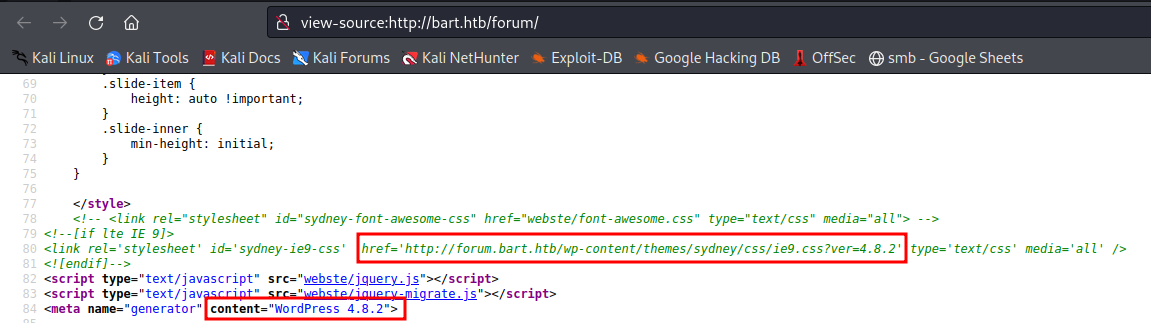 view-source:http://bart.htb/forum/
Kali Linux Kali Tools Kali Docs Kali Forums Kali NetHunter Exploit-DB Google Hacking DB OffSec smb - Google Sheets
69 .slide-item {
70 height: auto !important;
71 }
72 .slide-inner {
73 min-height: initial;
74 }
75 }
76
77 </style>
78 <!-- <link rel="stylesheet" id="sydney-font-awesome-css" href="webste/font-awesome.css" type="text/css" media="all"> -->
79 <!--[if lte IE 9]>
80 <link rel='stylesheet' id='sydney-ie9-css' href='http://forum.bart.htb/wp-content/themes/sydney/css/ie9.css?ver=4.8.2' type='text/css' media='all' />
81 <![endif]-->
82 <script type="text/javascript" src="webste/jquery.js"></script>
83 <script type="text/javascript" src="webste/jquery-migrate.js"></script>
84 <meta name="generator" content="WordPress 4.8.2">